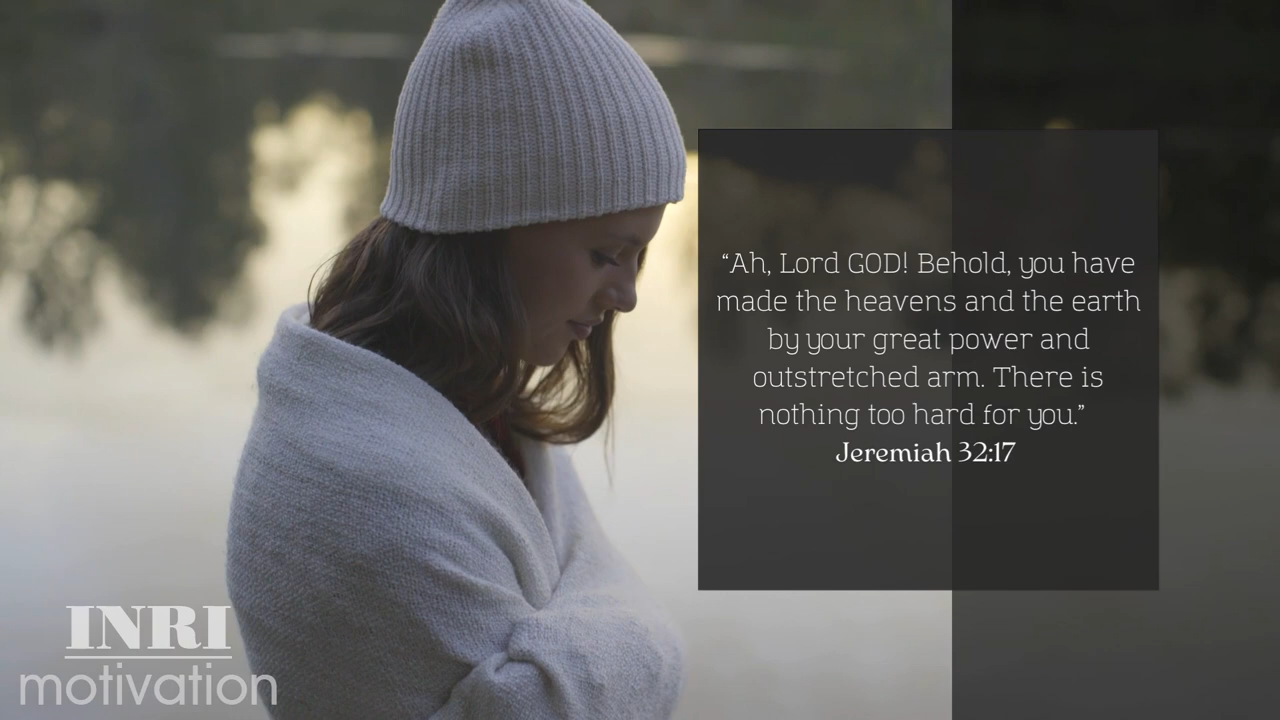 “Ah, Lord GOD! Behold, you have
made the heavens and the earth
by your great power and
outstretched arm. There is
nothing too hard for you.”
Jeremiah 32:17
INRI
motivation